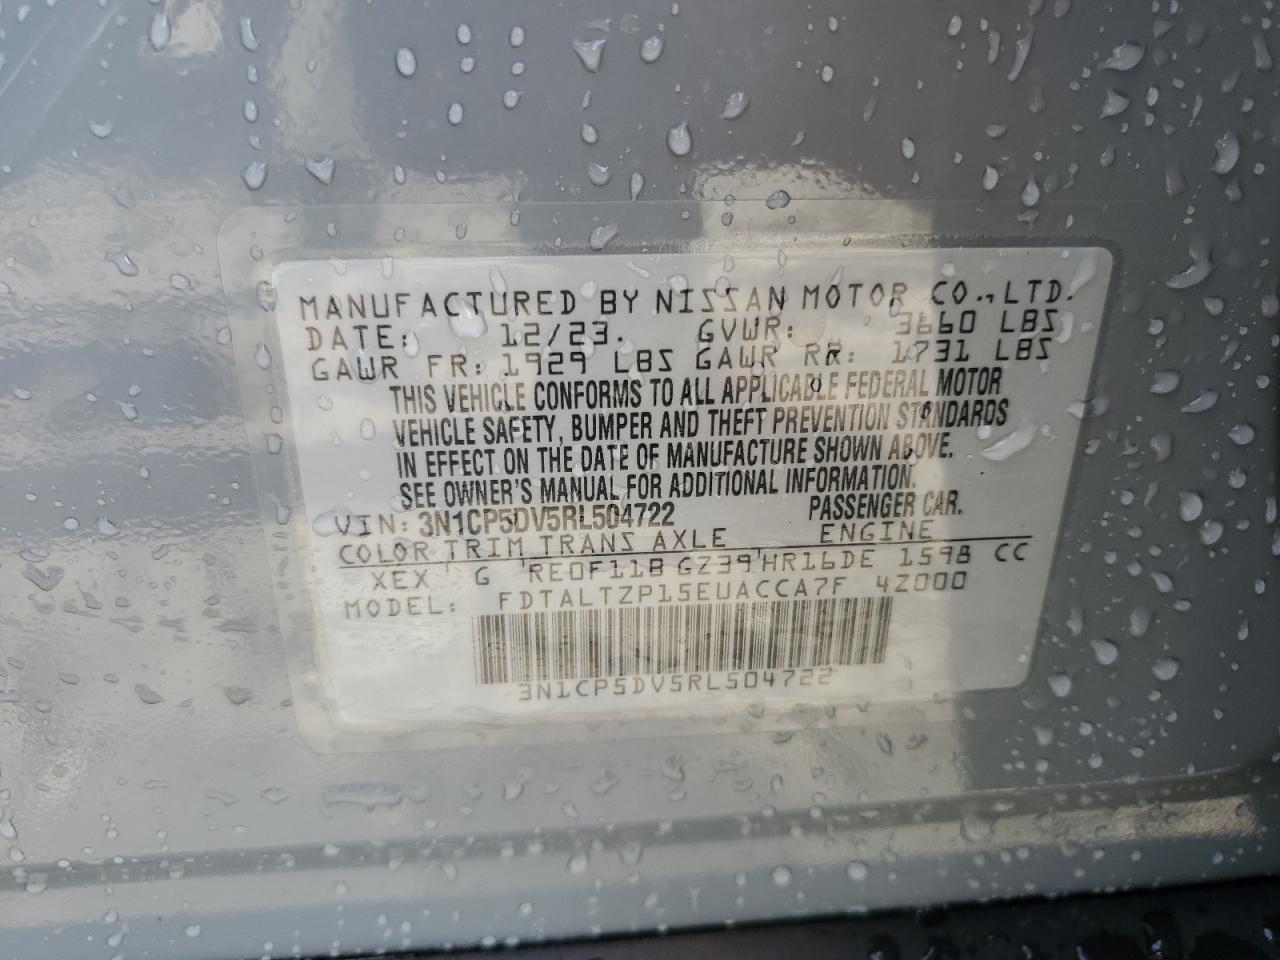 MANUFACTURED BY NISSAN MOTOR CO., LTD.
DATE: 12/23. GVWR: 3660 LBS
GAWR FR: 1929 LBS GAWR RR: 1731 LBS
THIS VEHICLE CONFORMS TO ALL APPLICABLE FEDERAL MOTOR
VEHICLE SAFETY, BUMPER AND THEFT PREVENTION STANDARDS
IN EFFECT ON THE DATE OF MANUFACTURE SHOWN ABOVE.
SEE OWNER'S MANUAL FOR ADDITIONAL INFORMATION.
VIN: 3N1CP5DV5RL504722 PASSENGER CAR.
COLOR TRIM TRANS AXLE ENGINE
XEX G RE0F11B GZ39 HR16DE 1598 CC
MODEL: FDTALTZP15EUACCA7F 4Z000
3N1CP5DV5RL504722